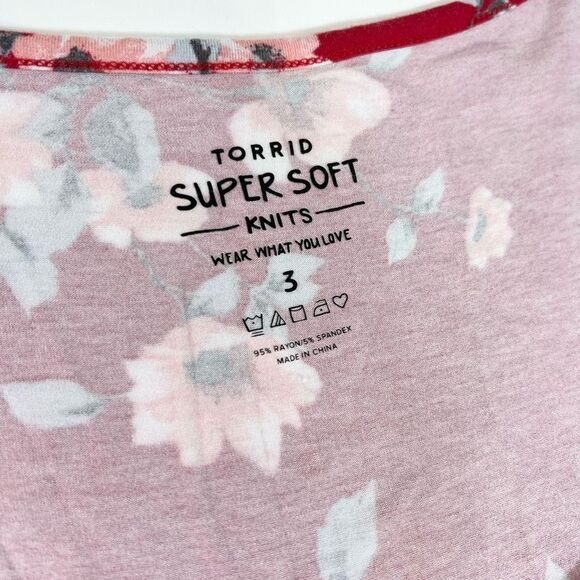 TORRID
SUPER SOFT
KNITS
WEAR WHAT YOU LOVE
3
95% RAYON/5% SPANDEX
MADE IN CHINA